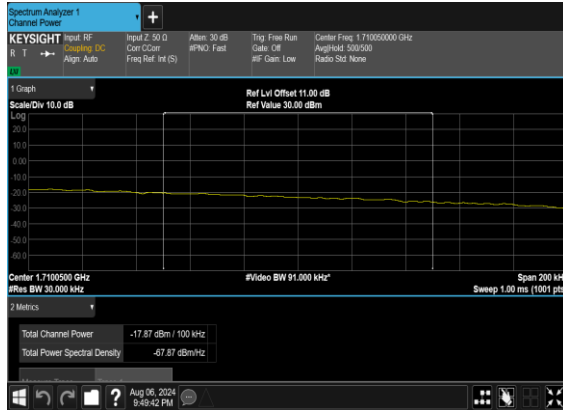 Spectrum Analyzer 1
Channel Power
+
KEYSIGHT
R T
Input: RF
Coupling: DC
Align: Auto
Input Z: 50 Ω
Corr CCorr
Freq Ref: Int (S)
Atten: 30 dB
#PNO: Fast
Trig: Free Run
Gate: Off
#IF Gain: Low
Center Freq: 1.710050000 GHz
Avg|Hold: 500/500
Radio Std: None
1 Graph
Scale/Div 10.0 dB
Ref Lvl Offset 11.00 dB
Ref Value 30.00 dBm
Log
20.0
10.0
0.00
-10.0
-20.0
-30.0
-40.0
-50.0
-60.0
Center 1.7100500 GHz
#Video BW 91.000 kHz*
Span 200 kH
#Res BW 30.000 kHz
Sweep 1.00 ms (1001 pts
2 Metrics
Total Channel Power
-17.87 dBm / 100 kHz
Total Power Spectral Density
-67.87 dBm/Hz
?
Aug 06, 2024
9:49:42 PM